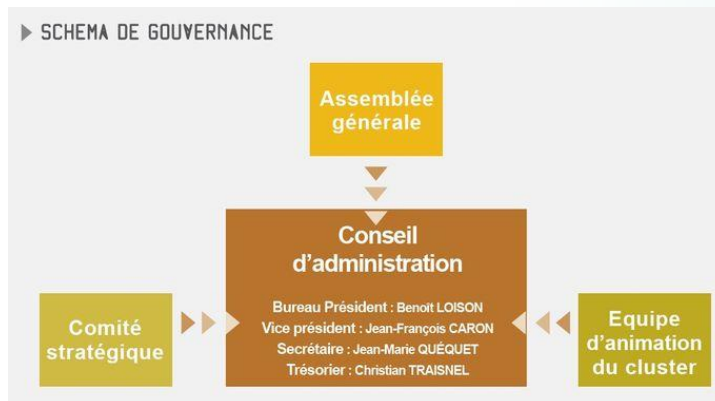 SCHEMA DE GOUVERNANCE
Assemblée
générale
Conseil
d'administration
Bureau Président : Benoît LOISON
Vice président : Jean-François CARON
Secrétaire : Jean-Marie QUÉQUET
Trésorier : Christian TRAISNEL
Comité
stratégique
Equipe
d'animation
du cluster